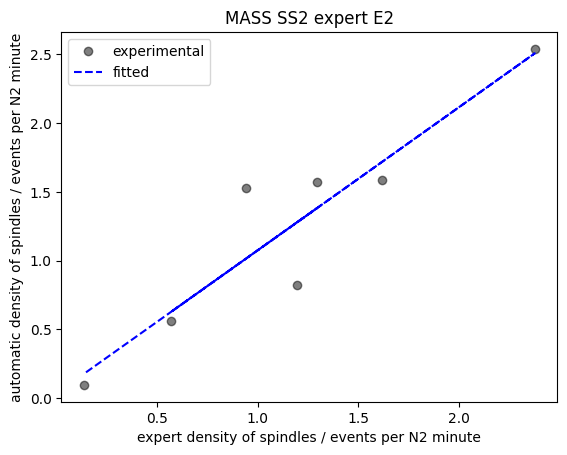 MASS SS2 expert E2
experimental
fitted
automatic density of spindles / events per N2 minute
2.5
2.0
1.5
1.0
0.5
0.0
0.5
1.0
1.5
2.0
expert density of spindles / events per N2 minute